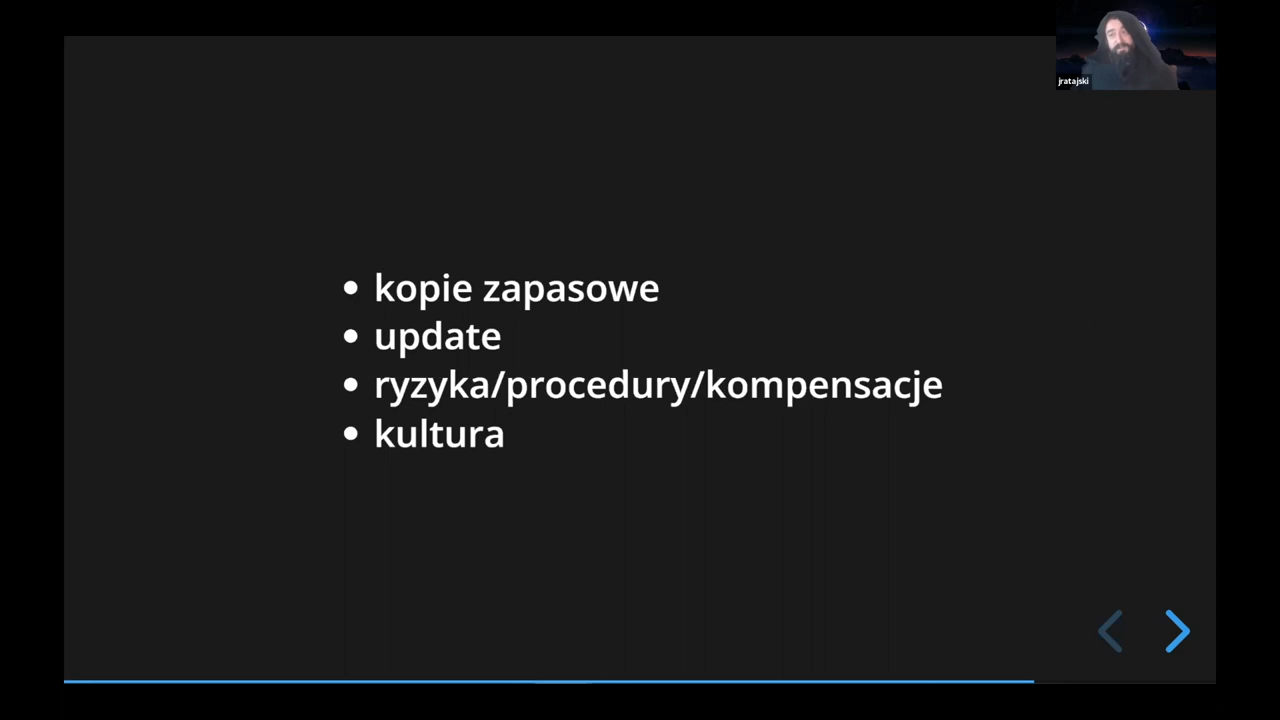 jratajski
kopie zapasowe
update
ryzyka/procedury/kompensacje
kultura